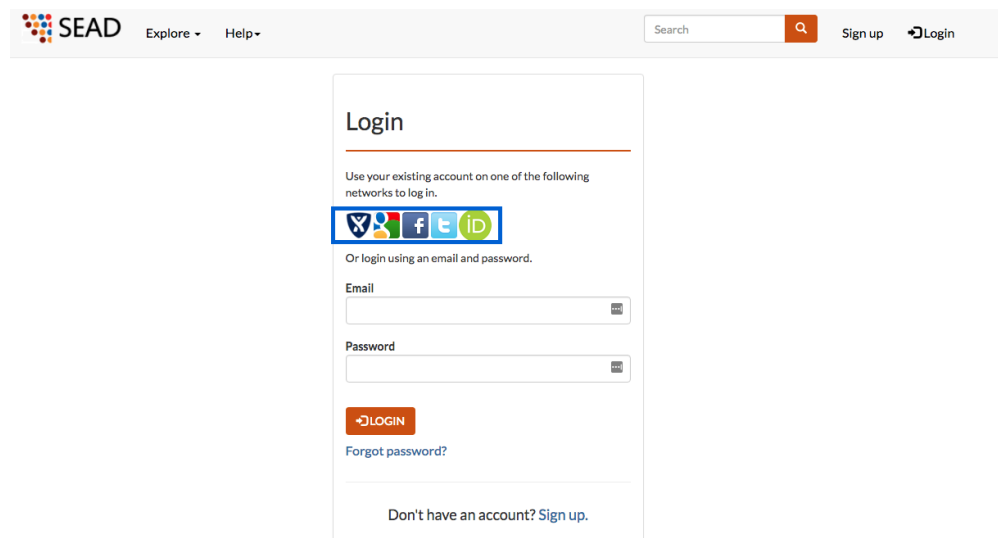 SEAD
Explore
Help
Search
Sign up
Login
Login
Use your existing account on one of the following
networks to log in.
f
t
iD
Or login using an email and password.
Email
Password
LOGIN
Forgot password?
Don't have an account? Sign up.